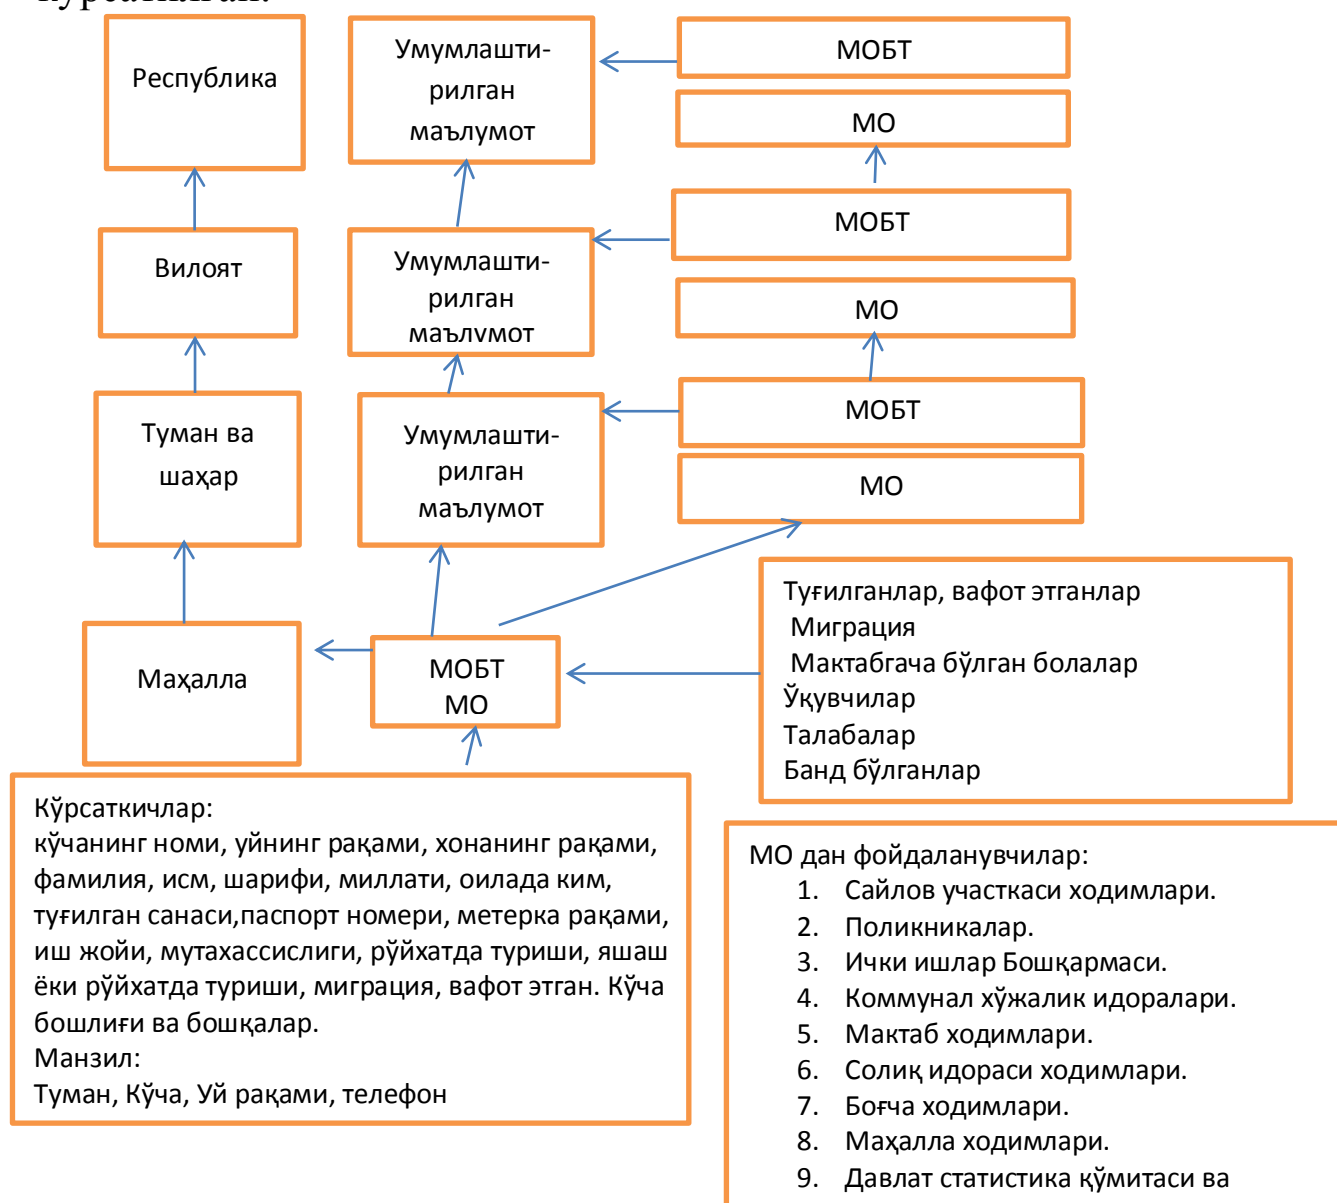 курсатилган.
Республика
Умумлашти-
рилган
маълумот
МОБТ
МО
Вилоят
Умумлашти-
рилган
маълумот
МОБТ
МО
Туман ва
шаҳар
Умумлашти-
рилган
маълумот
МОБТ
МО
Маҳалла
МОБТ
МО
Туғилганлар, вафот этганлар
Миграция
Мактабгача бўлган болалар
Ўқувчилар
Талабалар
Банд бўлганлар
Кўрсаткичлар:
кўчанинг номи, уйнинг рақами, хонанинг рақами,
фамилия, исм, шарифи, миллати, оилада ким,
туғилган санаси,паспорт номери, метерка рақами,
иш жойи, мутахассислиги, рўйхатда туриши, яшаш
ёки рўйхатда туриши, миграция, вафот этган. Кўча
бошлиғи ва бошқалар.
Манзил:
Туман, Кўча, Уй рақами, телефон
МО дан фойдаланувчилар:
1. Сайлов участкаси ходимлари.
2. Поликникалар.
3. Ички ишлар Бошқармаси.
4. Коммунал хўжалик идоралари.
5. Мактаб ходимлари.
6. Солиқ идораси ходимлари.
7. Боғча ходимлари.
8. Маҳалла ходимлари.
9. Давлат статистика қўмитаси ва